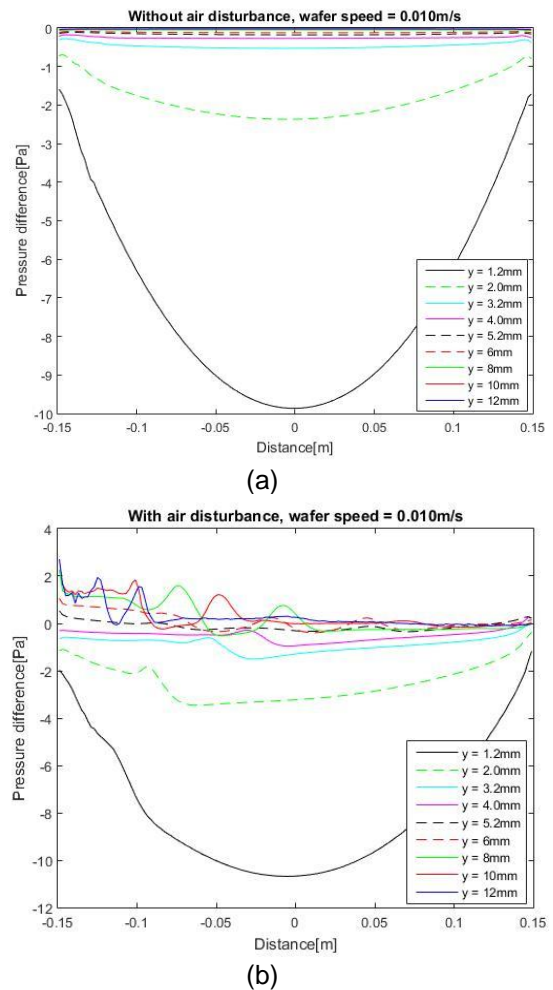 Without air disturbance, wafer speed = 0.010m/s
0
-1
-2
-3
-4
-5
-6
-7
-8
-9
-10
Pressure difference[Pa]
y = 1.2mm
y = 2.0mm
y = 3.2mm
y = 4.0mm
y = 5.2mm
y = 6mm
y = 8mm
y = 10mm
y = 12mm
-0.15 -0.1 -0.05 0 0.05 0.1 0.15
Distance[m]
(a)
With air disturbance, wafer speed = 0.010m/s
4
2
0
-2
-4
-6
-8
-10
-12
Pressure difference[Pa]
y = 1.2mm
y = 2.0mm
y = 3.2mm
y = 4.0mm
y = 5.2mm
y = 6mm
y = 8mm
y = 10mm
y = 12mm
-0.15 -0.1 -0.05 0 0.05 0.1 0.15
Distance[m]
(b)